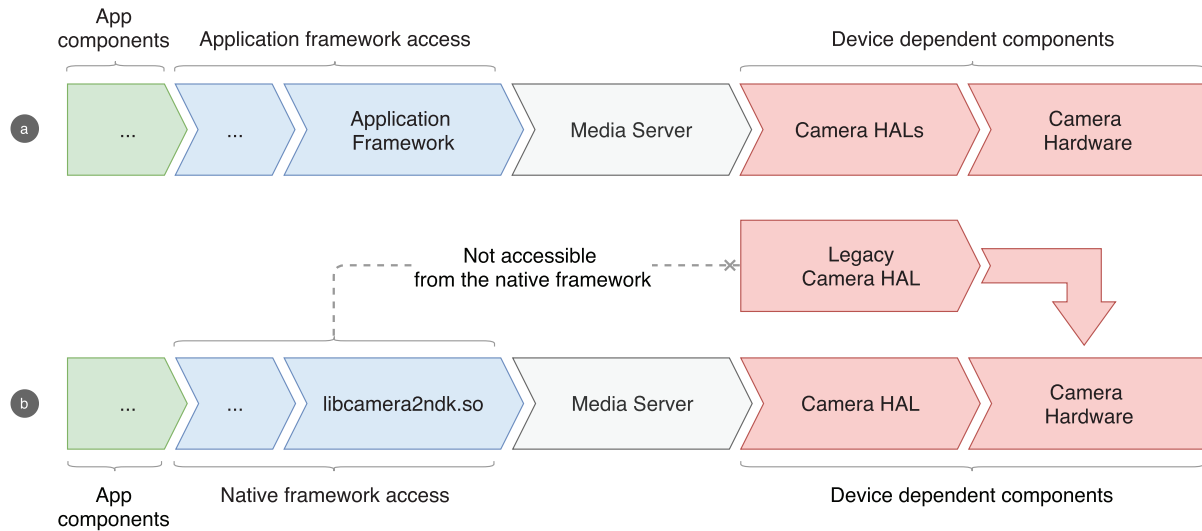 App
components
Application framework access
Device dependent components
a
...
...
Application
Framework
Media Server
Camera HALs
Camera
Hardware
Not accessible
from the native framework
Legacy
Camera HAL
b
...
...
libcamera2ndk.so
Media Server
Camera HAL
Camera
Hardware
App
components
Native framework access
Device dependent components